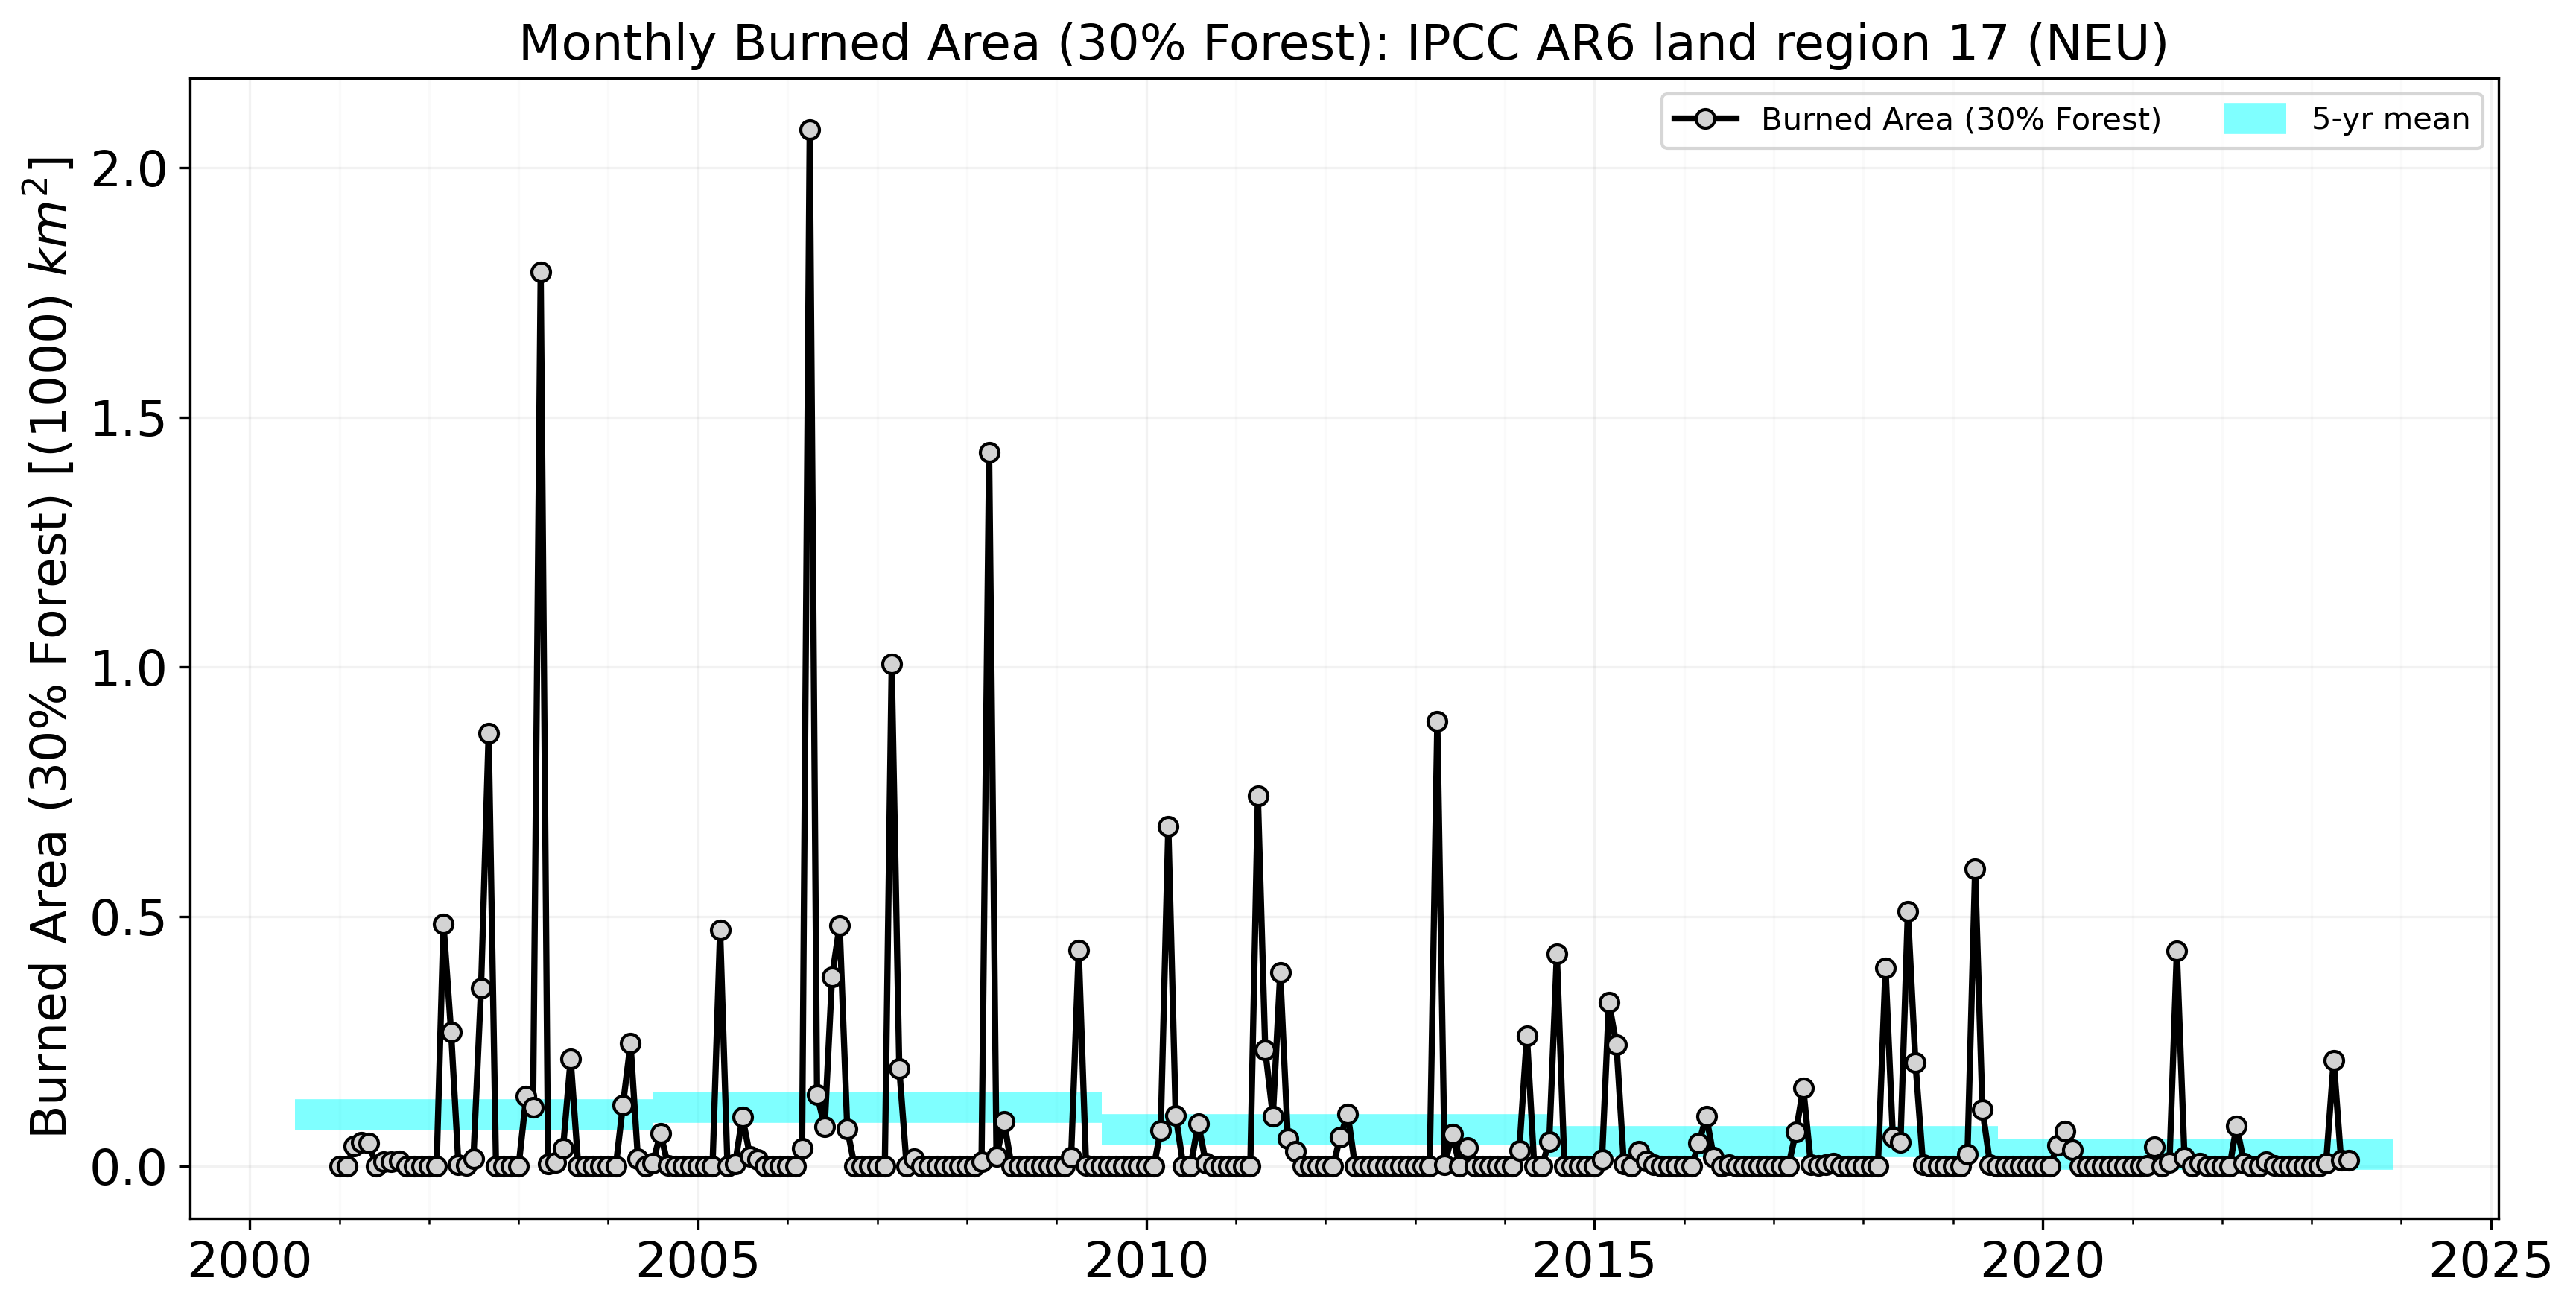 Monthly Burned Area (30% Forest): IPCC AR6 land region 17 (NEU)
Burned Area (30% Forest) [(1000) km²]
Burned Area (30% Forest)
5-yr mean
2.0
1.5
1.0
0.5
0.0
2000
2005
2010
2015
2020
2025